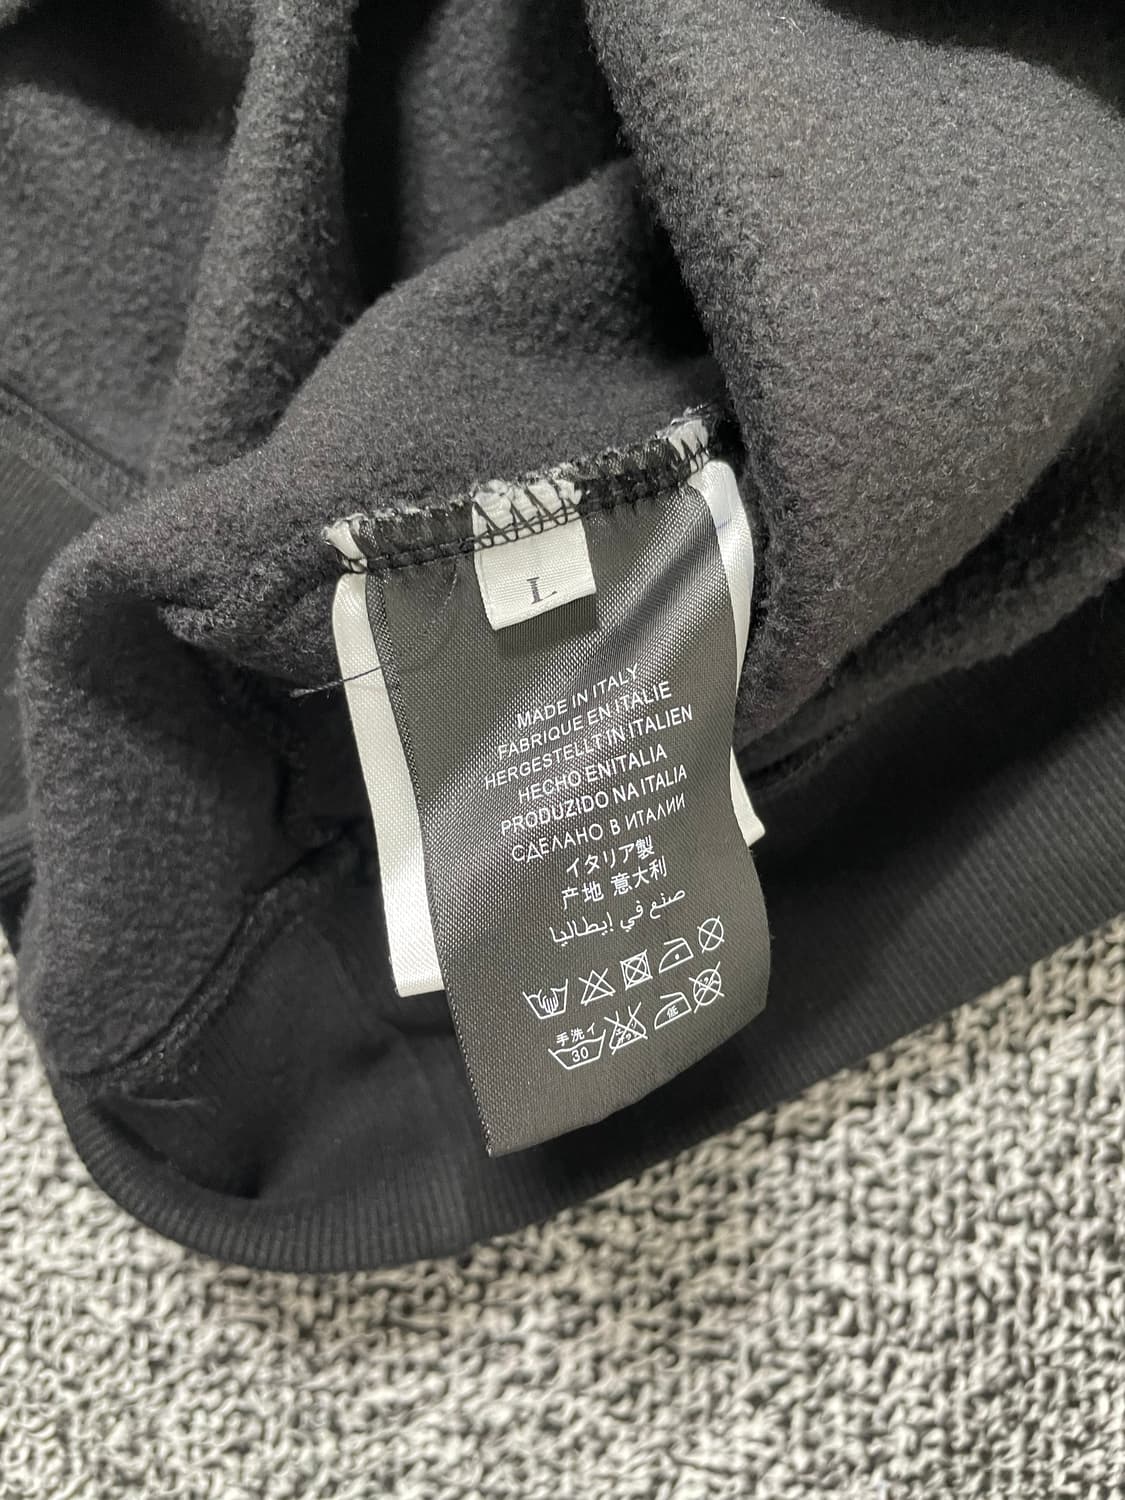 L
MADE IN ITALY
FABRIQUE EN ITALIE
HERGESTELLT IN ITALIEN
HECHO ENITALIA
PRODUZIDO NA ITALIA
СДЕЛАНО В ИТАЛИИ
イタリア製
产地 意大利
صنع في إيطاليا
手洗イ
30
低